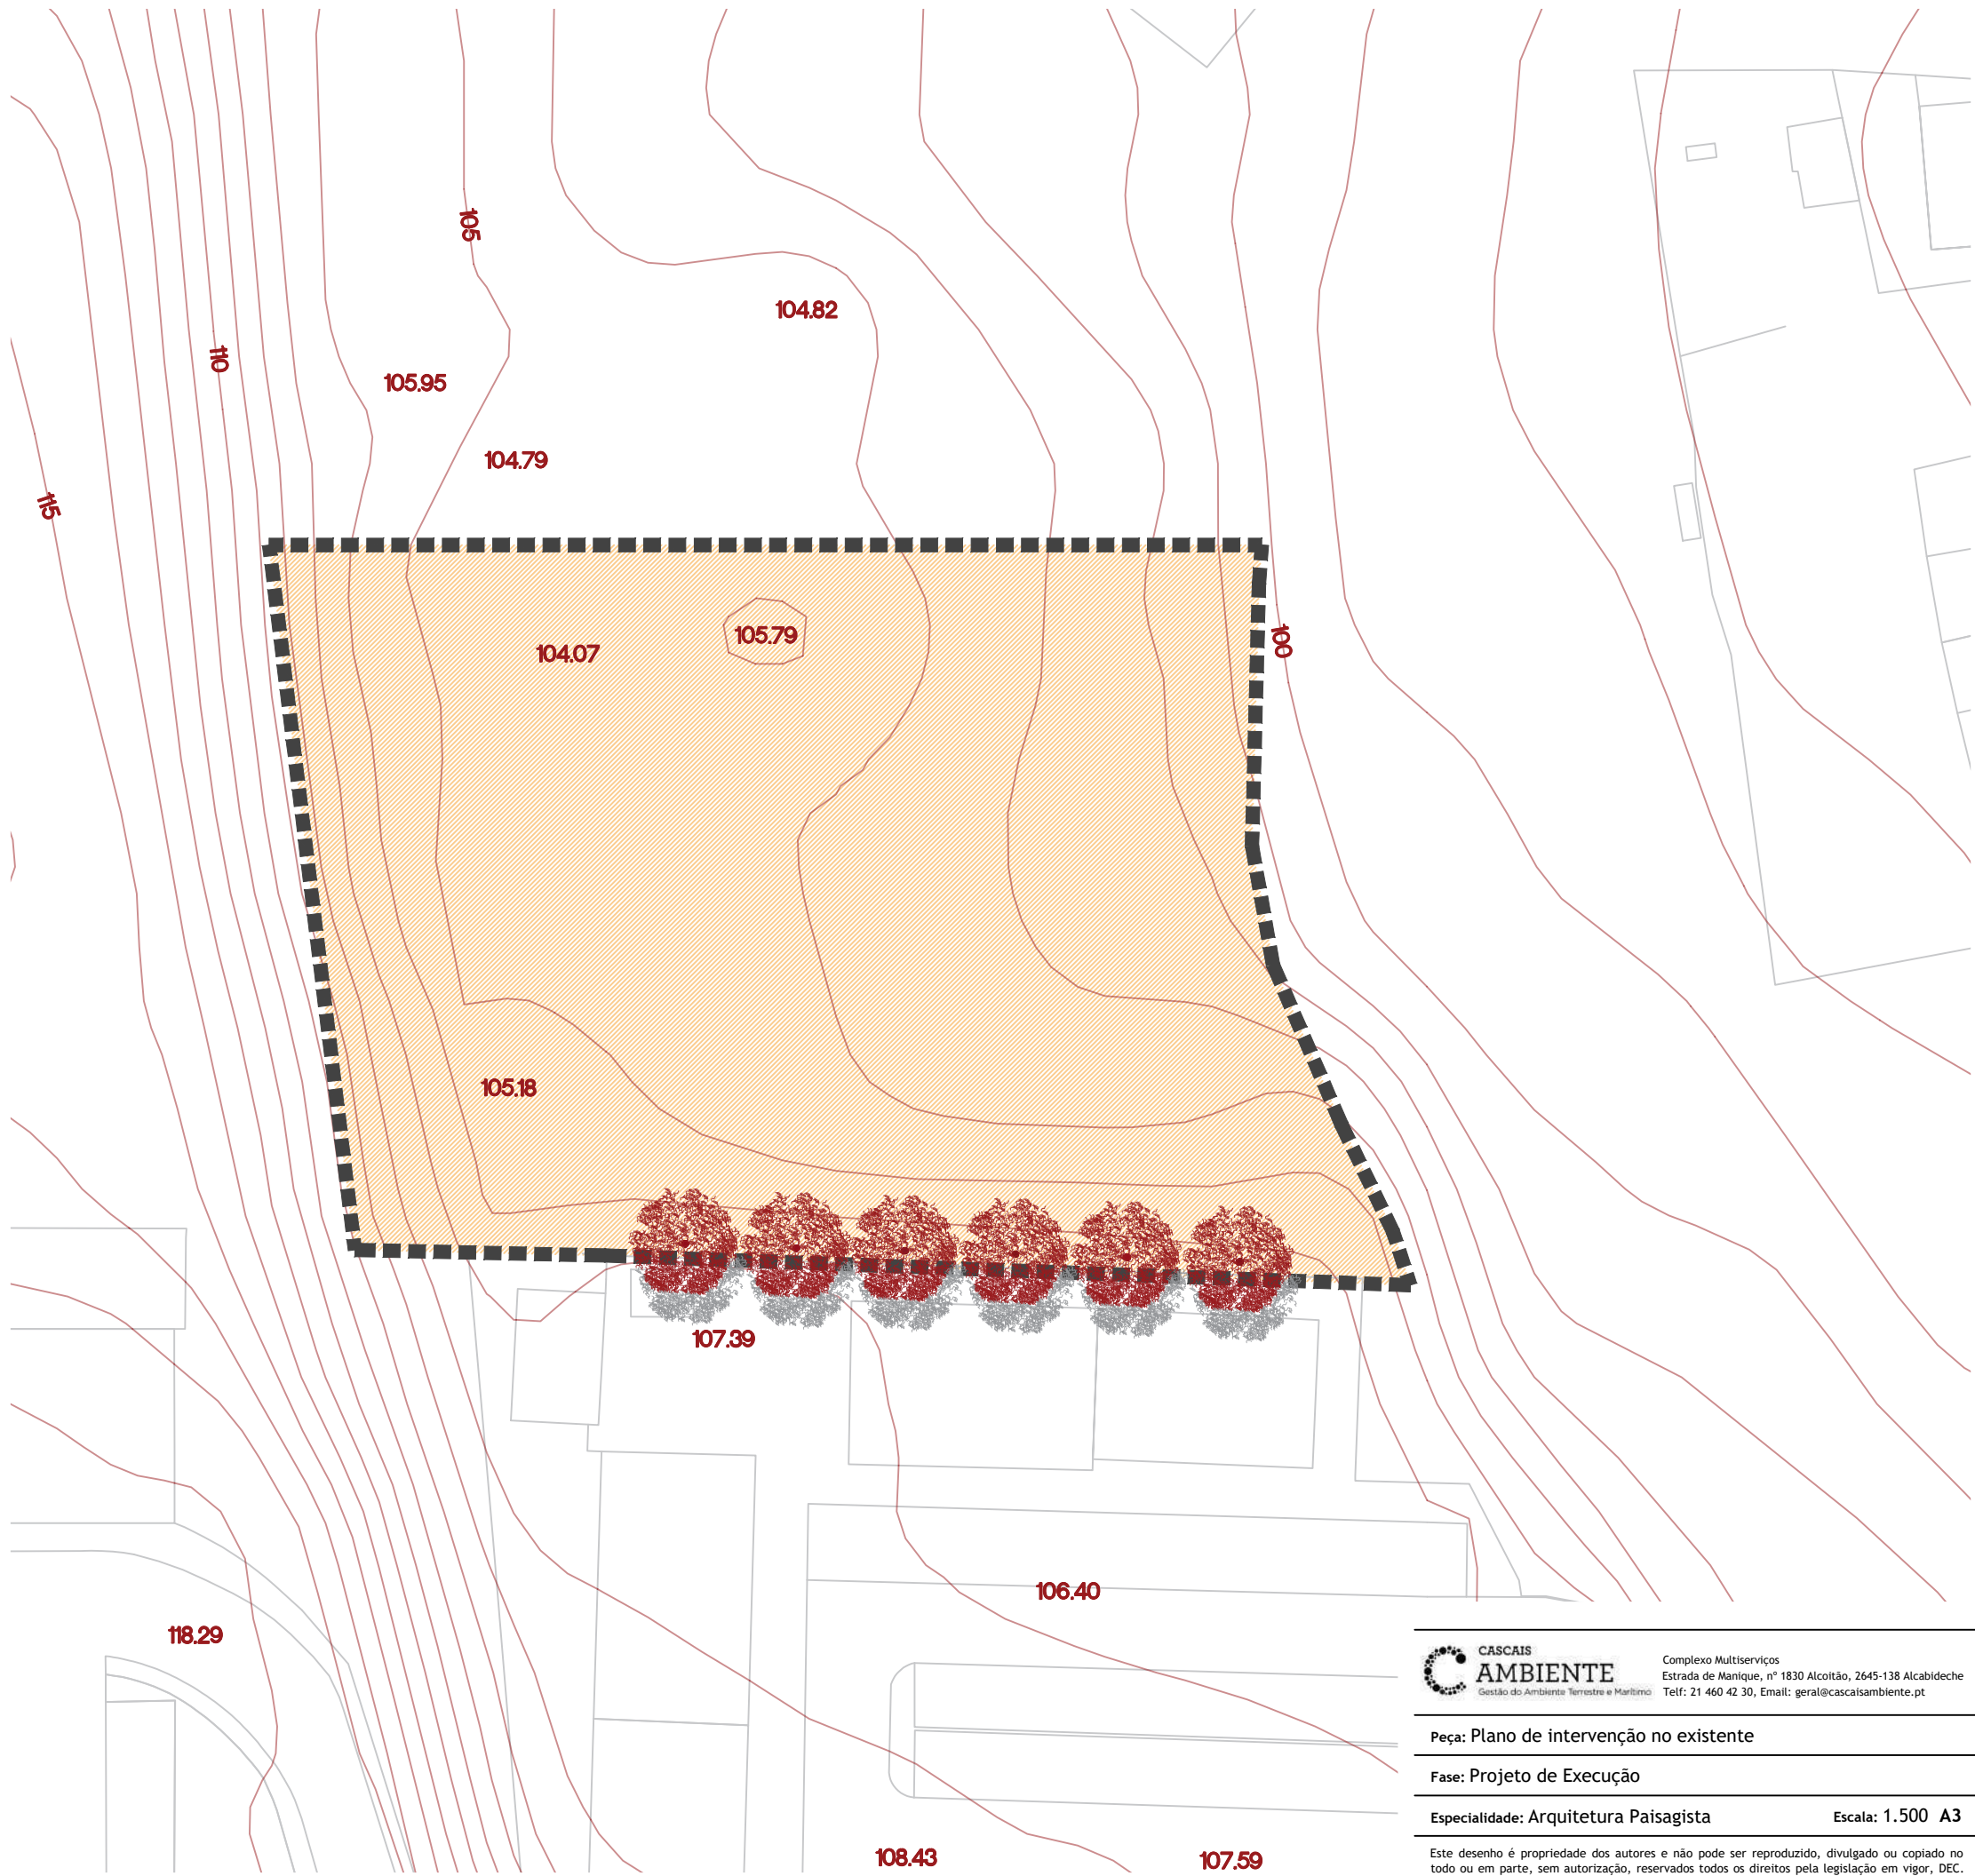 105
104.82
110
105.95
104.79
115
105.79
104.07
100
105.18
107.39
106.40
118.29
108.43
107.59
CASCAIS
AMBIENTE
Gestão do Ambiente Terrestre e Marítimo
Complexo Multiserviços
Estrada de Manique, nº 1830 Alcoitão, 2645-138 Alcabideche
Telf: 21 460 42 30, Email: geral@cascaisambiente.pt
Peça: Plano de intervenção no existente
Fase: Projeto de Execução
Especialidade: Arquitetura Paisagista Escala: 1.500 A3
Este desenho é propriedade dos autores e não pode ser reproduzido, divulgado ou copiado no
todo ou em parte, sem autorização, reservados todos os direitos pela legislação em vigor, DEC.